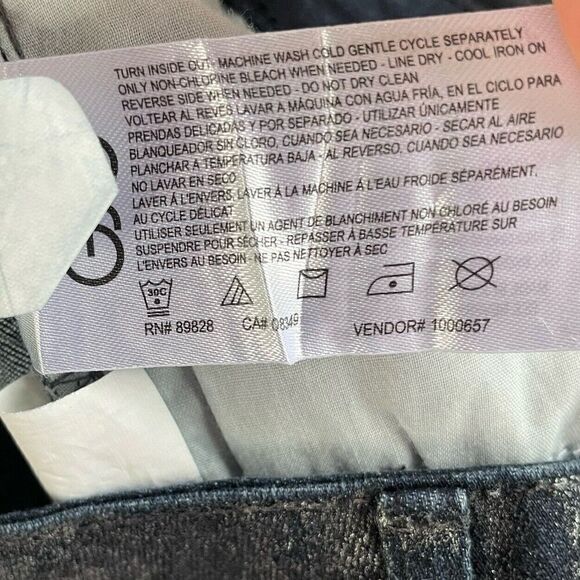 TURN INSIDE OUT- MACHINE WASH COLD GENTLE CYCLE SEPARATELY
ONLY NON-CHLORINE BLEACH WHEN NEEDED - LINE DRY - COOL IRON ON
REVERSE SIDE WHEN NEEDED - DO NOT DRY CLEAN
VOLTEAR AL REVÉS LAVAR A MÁQUINA CON AGUA FRÍA, EN EL CICLO PARA
PRENDAS DELICADAS Y POR SEPARADO - UTILIZAR ÚNICAMENTE
BLANQUEADOR SIN CLORO, CUANDO SEA NECESARIO - SECAR AL AIRE
PLANCHAR A TEMPERATURA BAJA - AL REVERSO, CUANDO SEA NECESARIO
NO LAVAR EN SECO
LAVER À L'ENVERS, LAVER À LA MACHINE À L'EAU FROIDE SÉPARÉMENT,
AU CYCLE DÉLICAT
UTILISER SEULEMENT UN AGENT DE BLANCHIMENT NON CHLORÉ AU BESOIN
SUSPENDRE POUR SÉCHER - REPASSER À BASSE TEMPÉRATURE SUR
L'ENVERS AU BESOIN - NE PAS NETTOYER À SEC
30C
RN# 89828 CA# 08349 VENDOR# 1000657